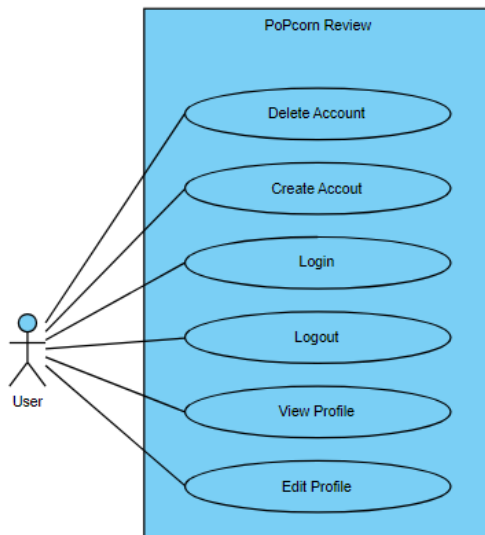 PoPcorn Review
Delete Account
Create Accout
Login
Logout
View Profile
Edit Profile
User